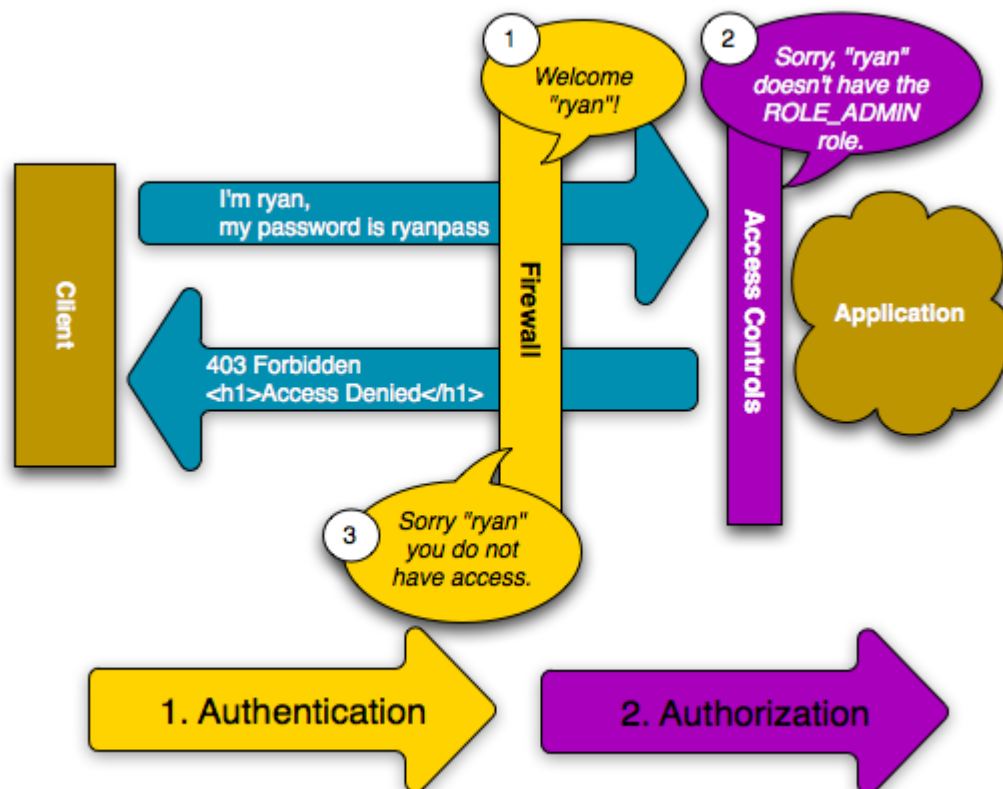 1
Welcome
"ryan"!
2
Sorry, "ryan"
doesn't have the
ROLE_ADMIN
role.
I'm ryan,
my password is ryanpass
Client
Firewall
Access Controls
Application
403 Forbidden
<h1>Access Denied</h1>
3
Sorry "ryan"
you do not
have access.
1. Authentication
2. Authorization